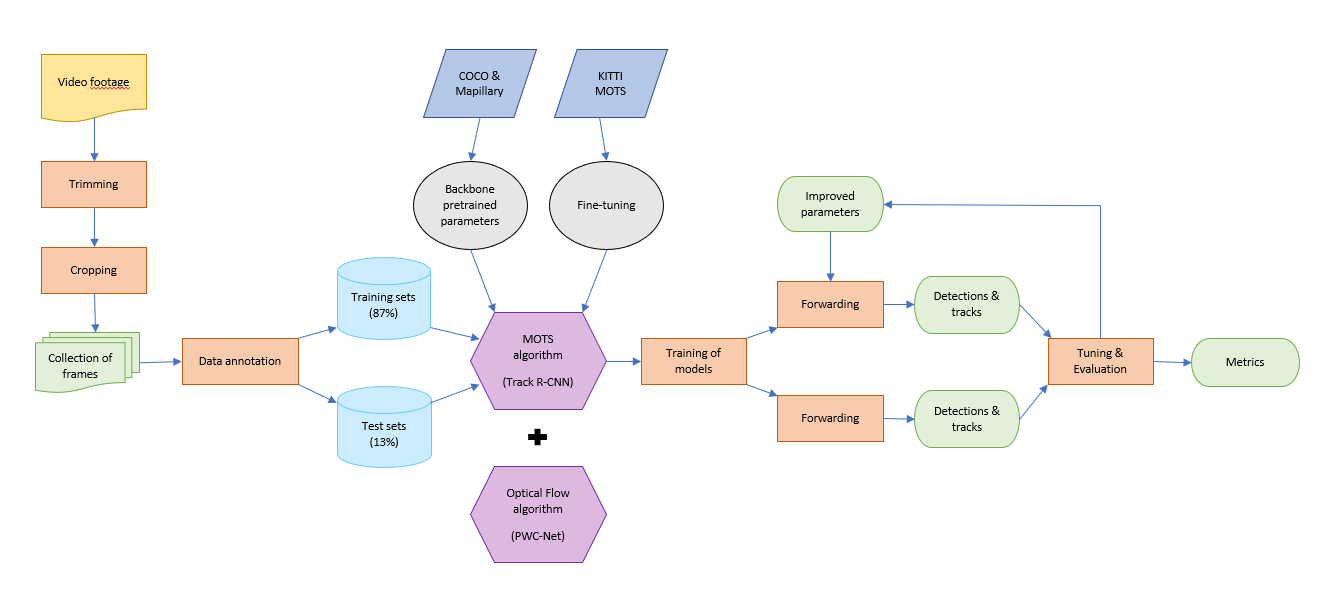 Video footage
Trimming
Cropping
Collection of
frames
Data annotation
Training sets
(87%)
Test sets
(13%)
COCO &
Mapillary
KITTI
MOTS
Backbone
pretrained
parameters
Fine-tuning
MOTS
algorithm
(Track R-CNN)
Optical Flow
algorithm
(PWC-Net)
Training of
models
Improved
parameters
Forwarding
Detections &
tracks
Forwarding
Detections &
tracks
Tuning &
Evaluation
Metrics